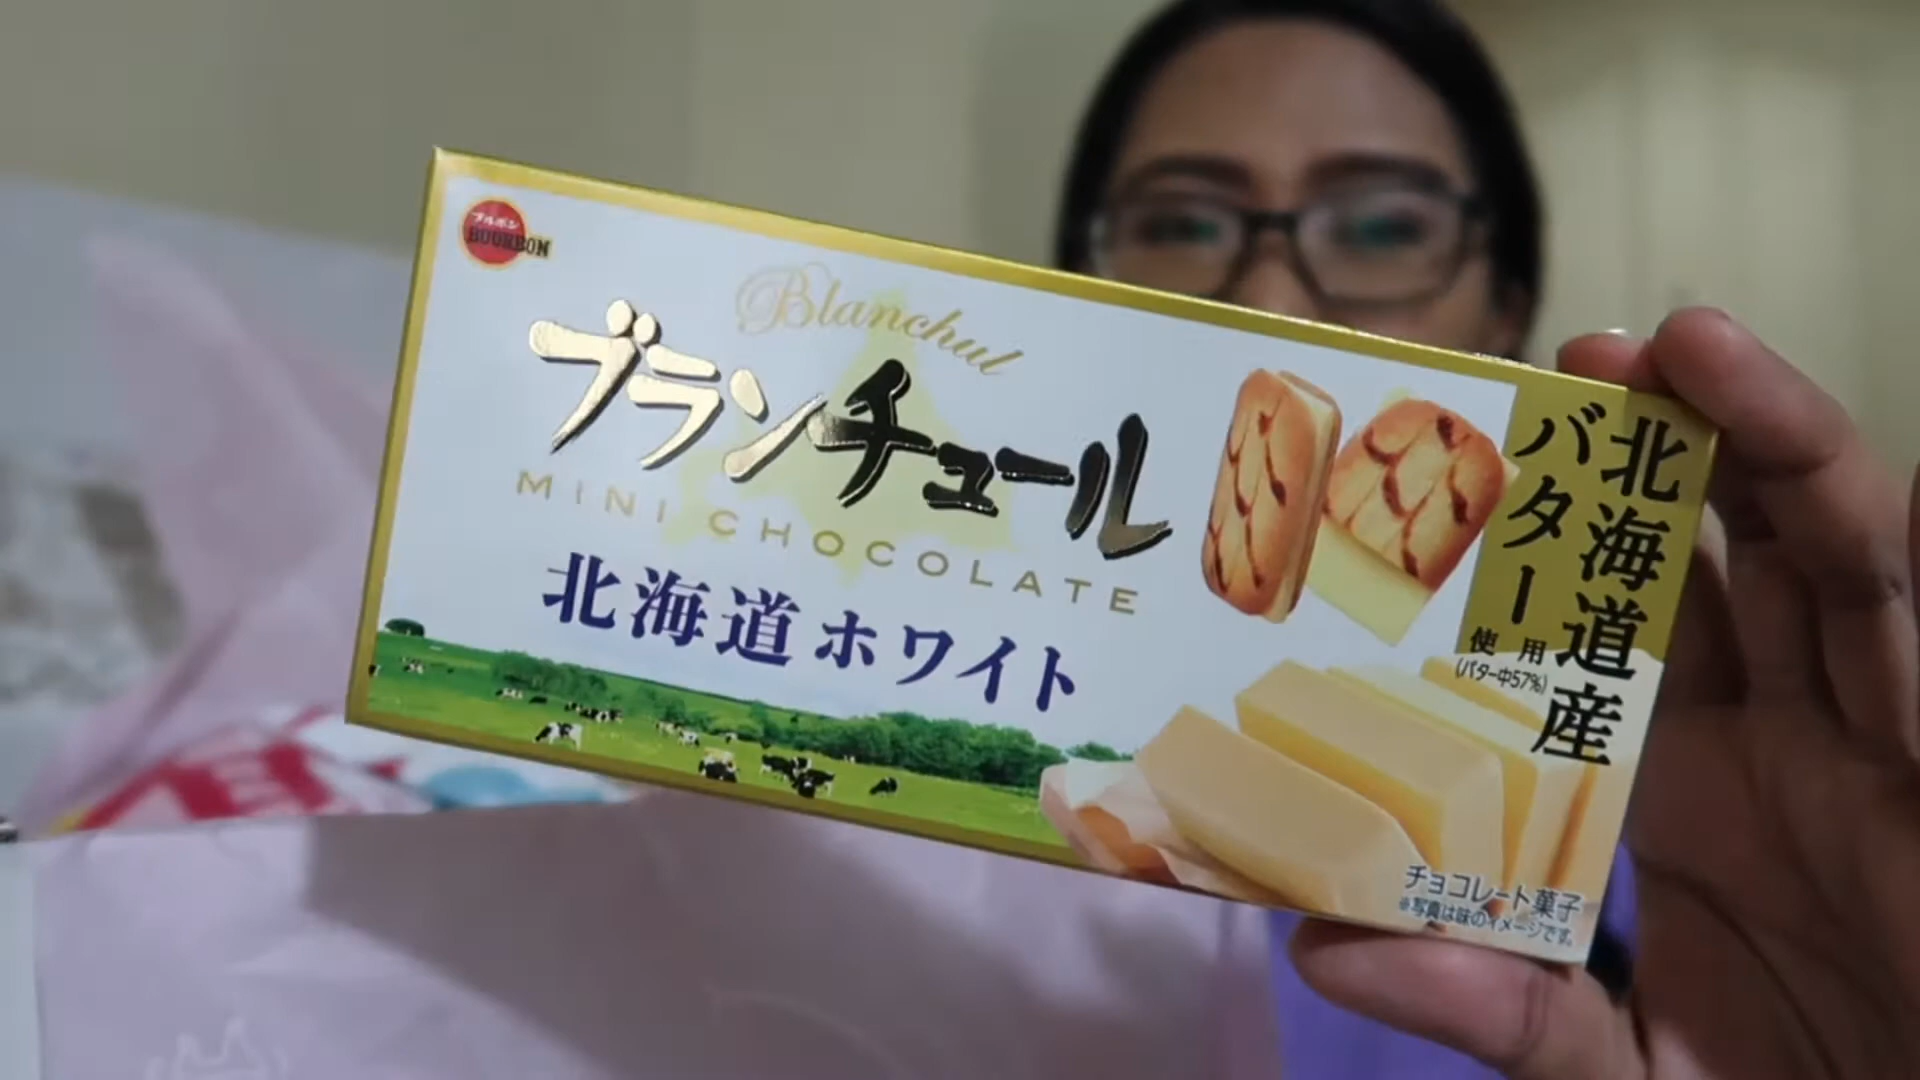 ブルボン
BOURBON
Blanchul
ブランチュール
MINI CHOCOLATE
北海道ホワイト
北海道産
バター使用
(バター中57%)
チョコレート菓子
※写真は味のイメージです。